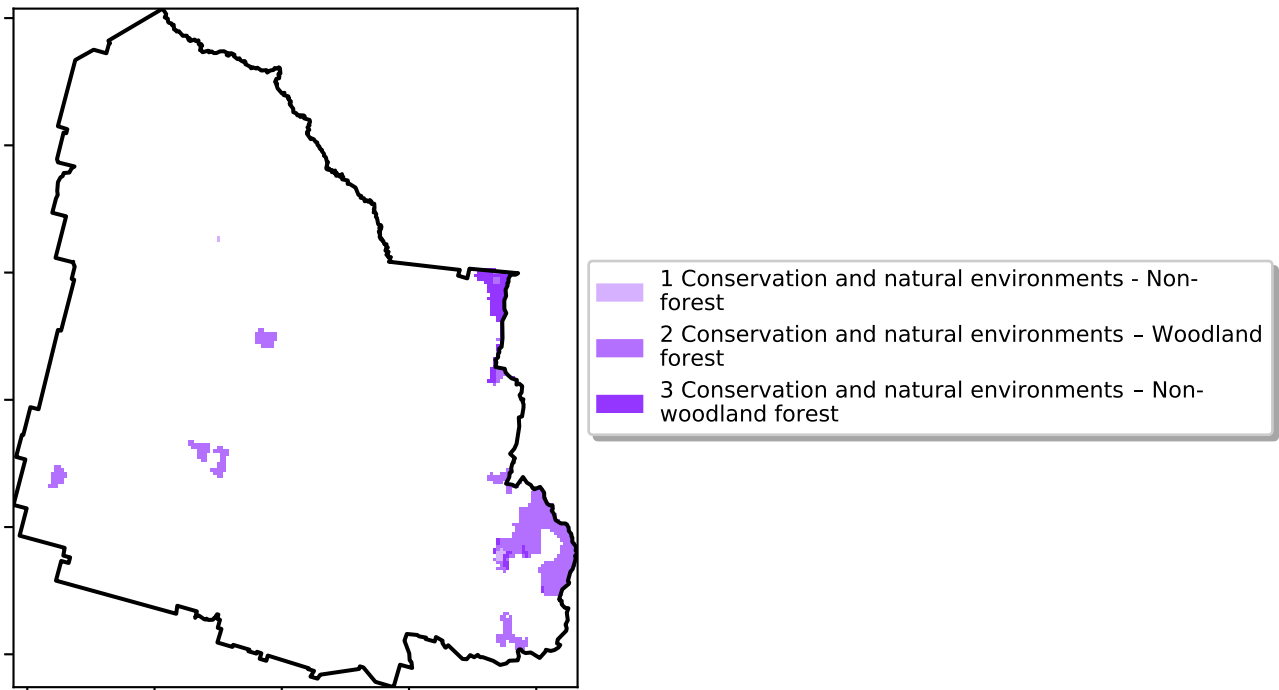 1 Conservation and natural environments - Non-
forest
2 Conservation and natural environments – Woodland
forest
3 Conservation and natural environments – Non-
woodland forest